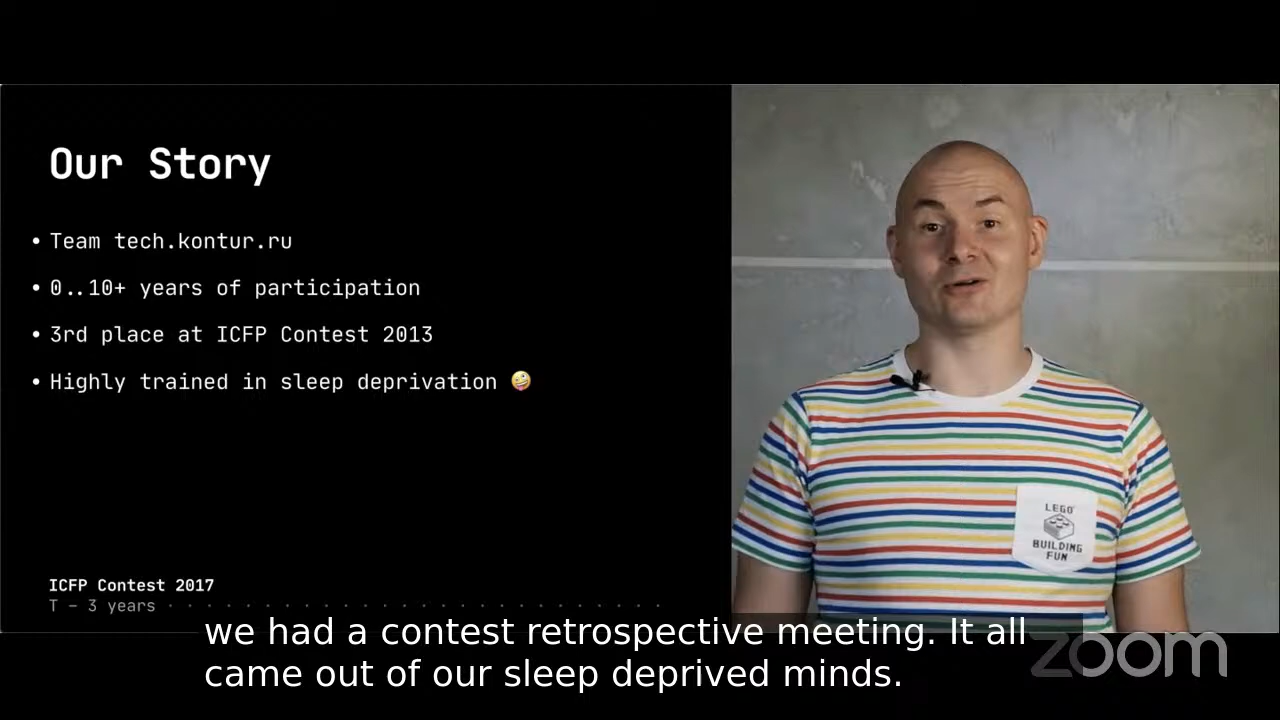 Our Story
• Team tech.kontur.ru
• 0..10+ years of participation
• 3rd place at ICFP Contest 2013
• Highly trained in sleep deprivation 🤪
LEGO
BUILDING
FUN
ICFP Contest 2017
T – 3 years
we had a contest retrospective meeting. It all
came out of our sleep deprived minds.
zoom